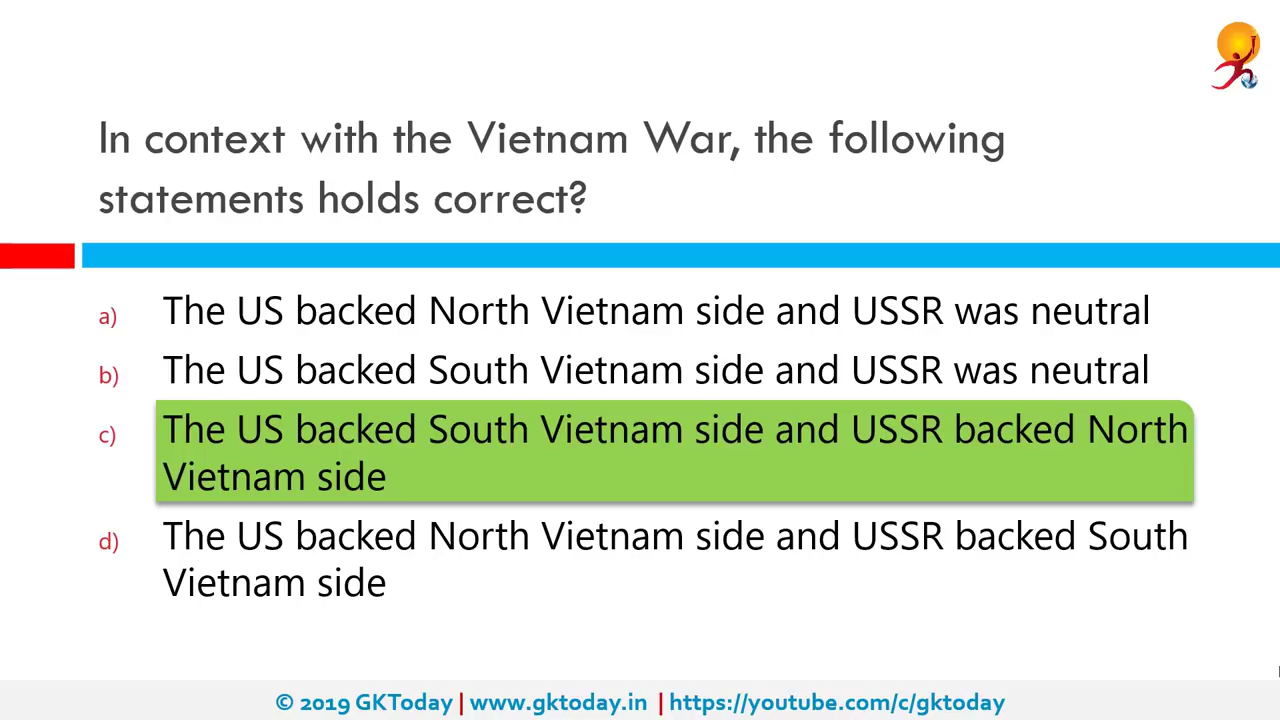 In context with the Vietnam War, the following
statements holds correct?
a) The US backed North Vietnam side and USSR was neutral
b) The US backed South Vietnam side and USSR was neutral
c) The US backed South Vietnam side and USSR backed North
Vietnam side
d) The US backed North Vietnam side and USSR backed South
Vietnam side
© 2019 GKToday | www.gktoday.in | https://youtube.com/c/gktoday